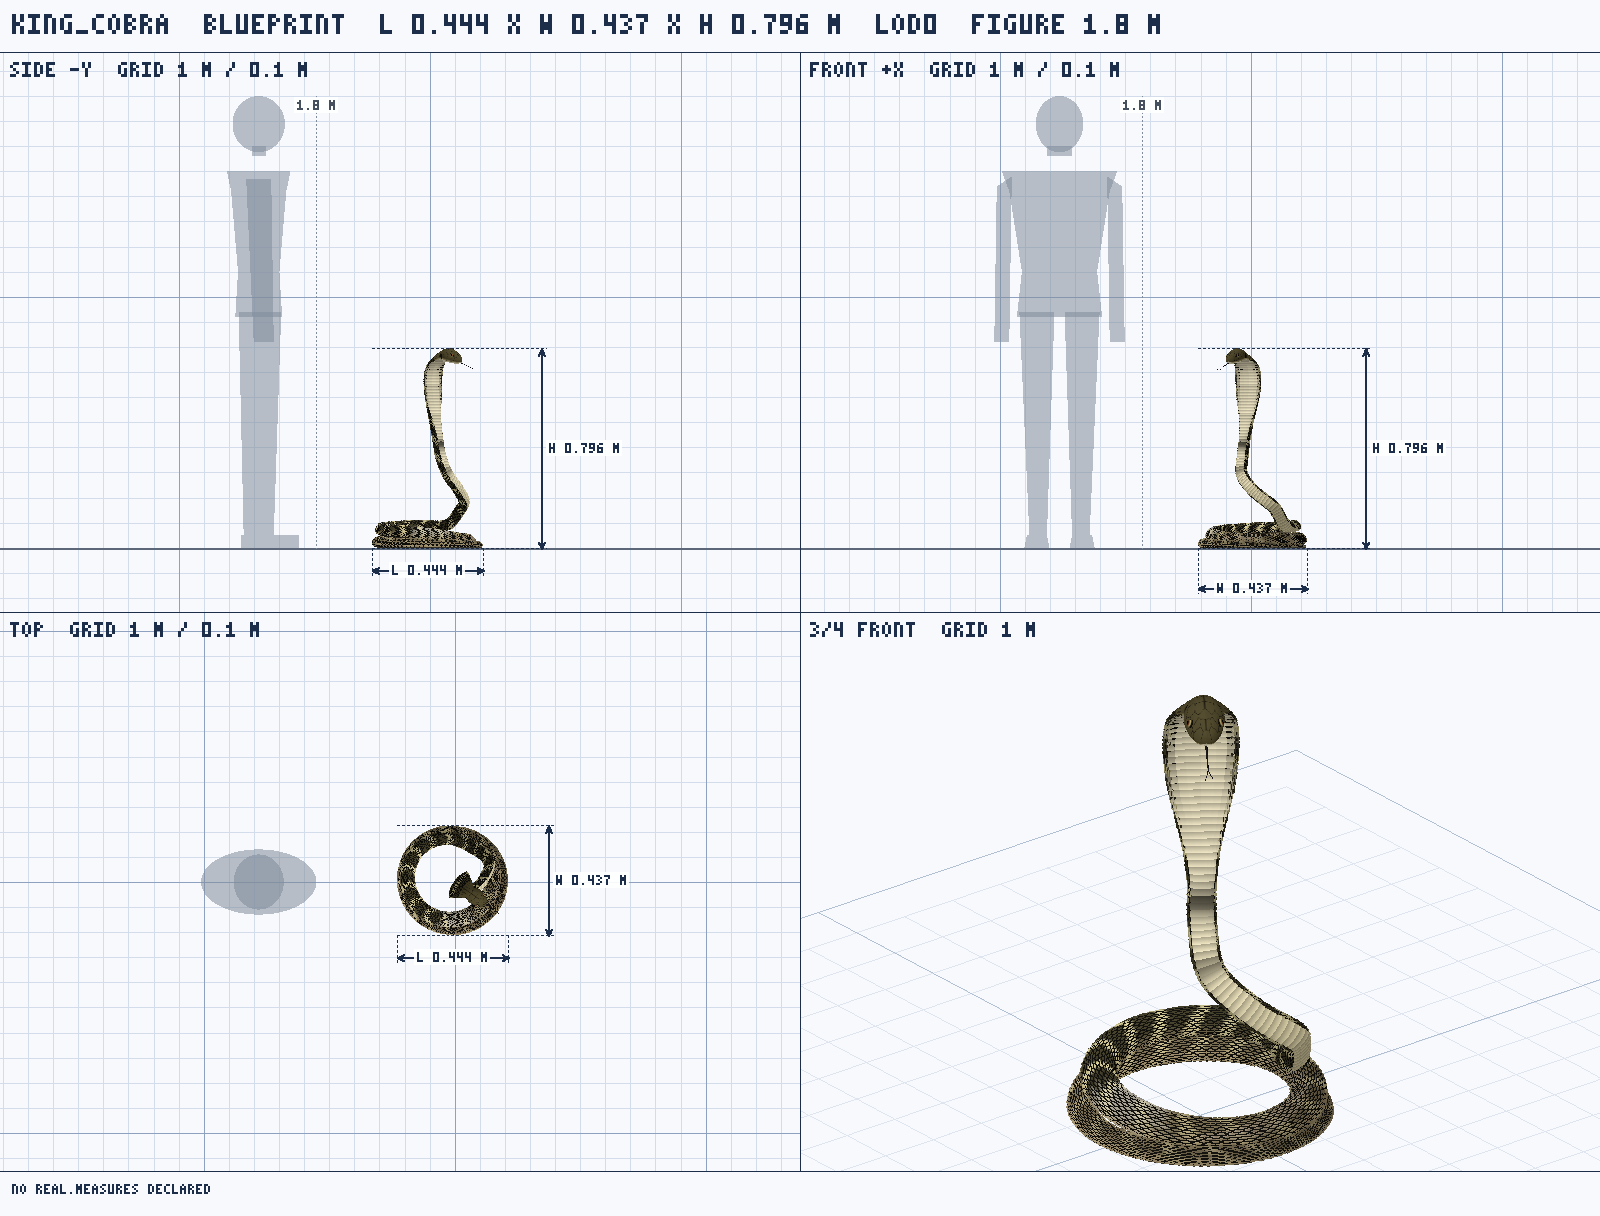 KING_COBRA BLUEPRINT L 0.444 X W 0.437 X H 0.796 M LOD0 FIGURE 1.8 M
SIDE -Y GRID 1 M / 0.1 M
1.8 M
H 0.796 M
L 0.444 M
FRONT +X GRID 1 M / 0.1 M
1.8 M
H 0.796 M
W 0.437 M
TOP GRID 1 M / 0.1 M
W 0.437 M
L 0.444 M
3/4 FRONT GRID 1 M
NO REAL.MEASURES DECLARED